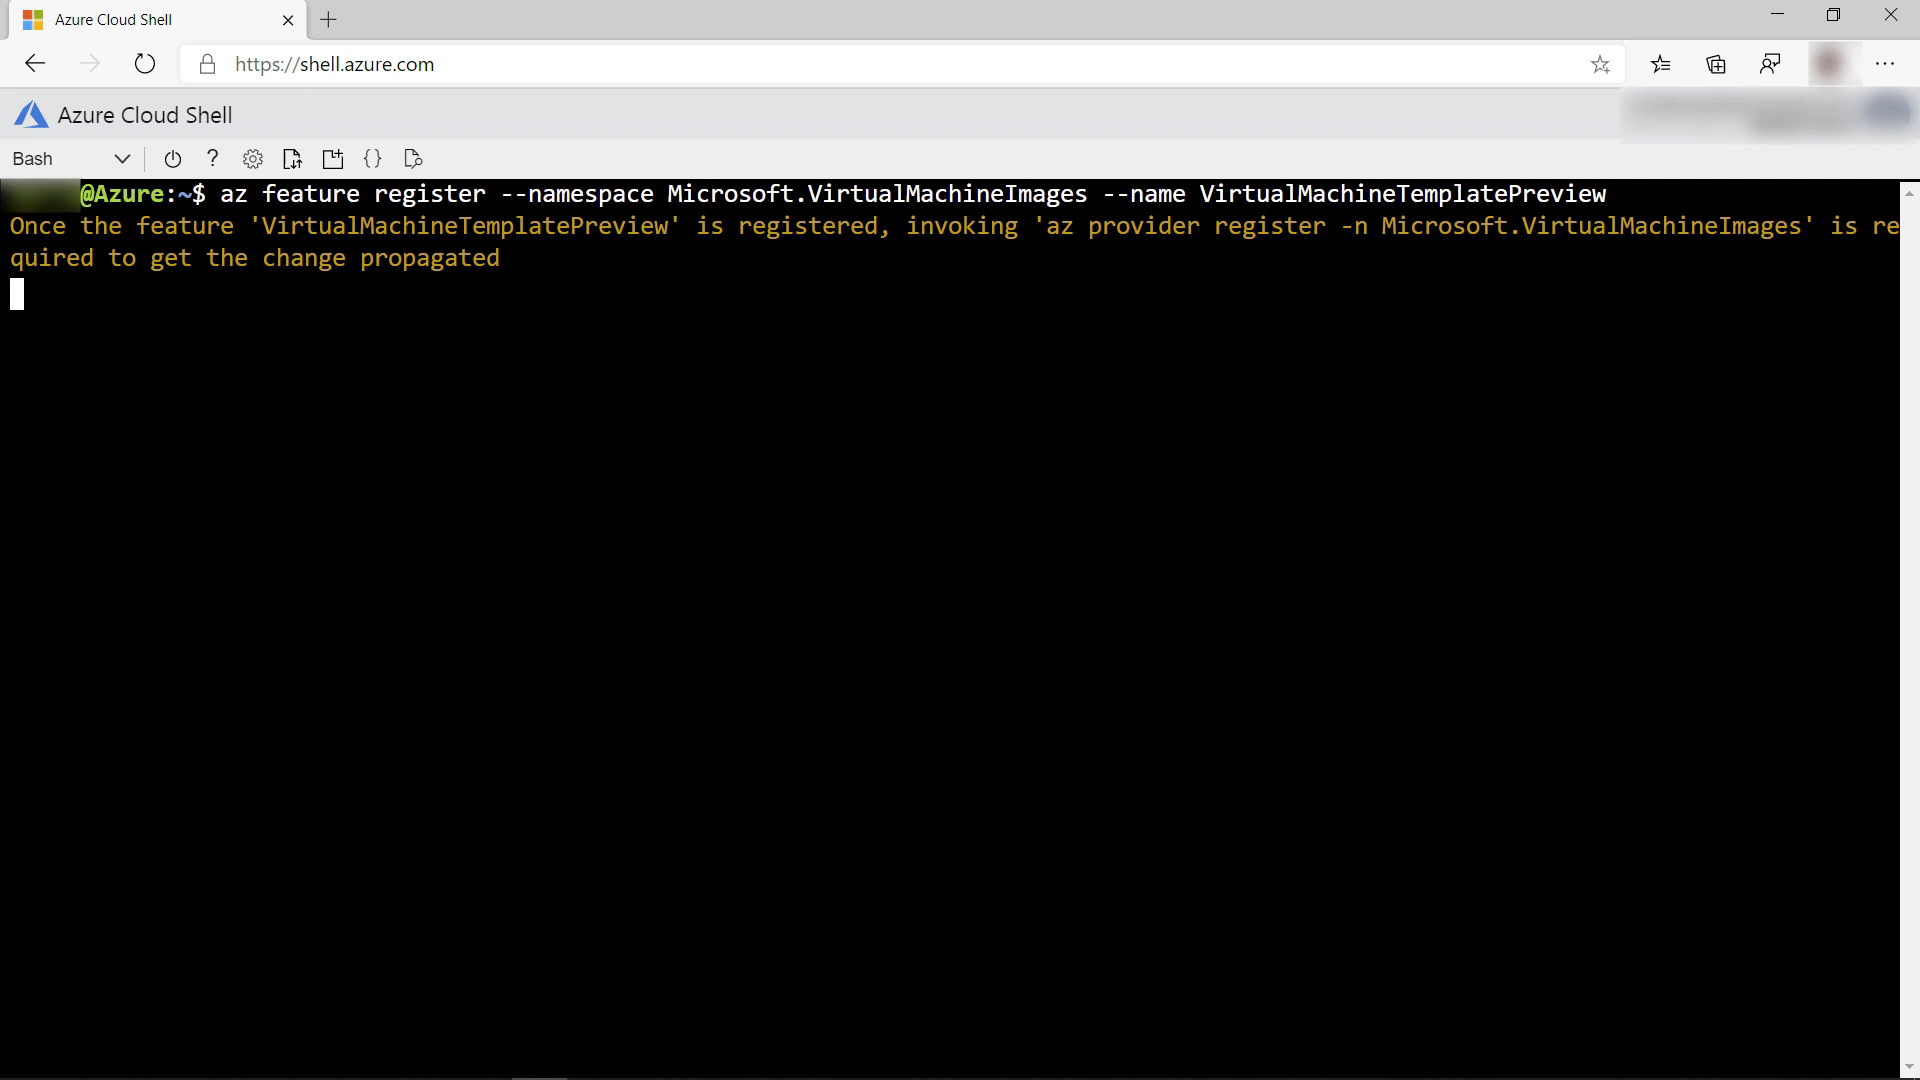 Azure Cloud Shell
https://shell.azure.com
Azure Cloud Shell
Bash
@Azure:~$ az feature register --namespace Microsoft.VirtualMachineImages --name VirtualMachineTemplatePreview
Once the feature 'VirtualMachineTemplatePreview' is registered, invoking 'az provider register -n Microsoft.VirtualMachineImages' is re
quired to get the change propagated